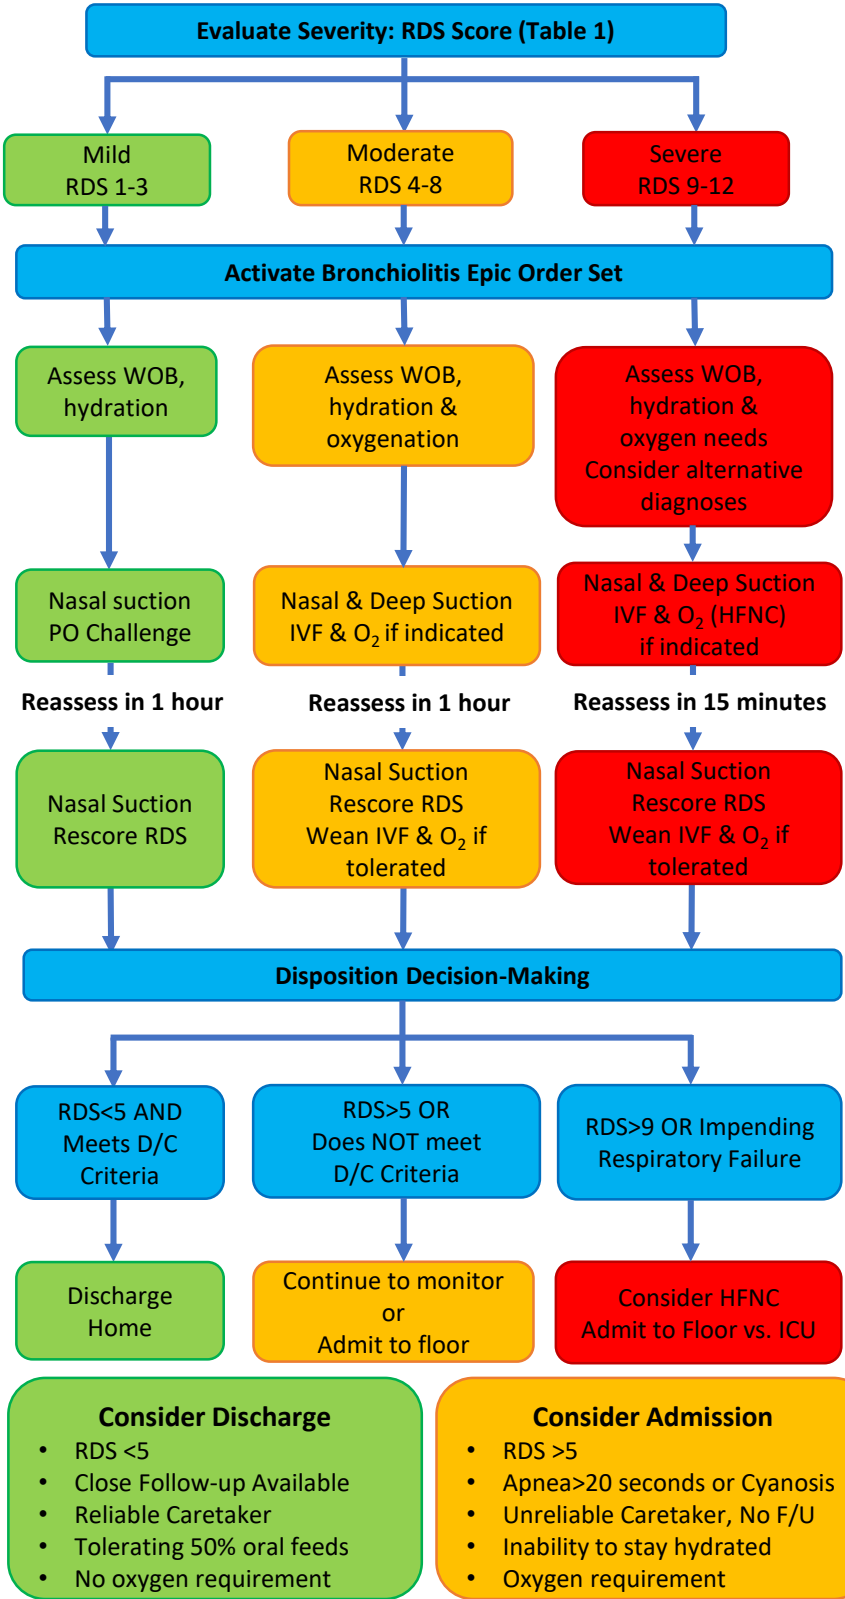 Evaluate Severity: RDS Score (Table 1)
Mild
RDS 1-3
Moderate
RDS 4-8
Severe
RDS 9-12
Activate Bronchiolitis Epic Order Set
Assess WOB,
hydration
Assess WOB,
hydration &
oxygenation
Assess WOB,
hydration &
oxygen needs
Consider alternative
diagnoses
Nasal suction
PO Challenge
Nasal & Deep Suction
IVF & O₂ if indicated
Nasal & Deep Suction
IVF & O₂ (HFNC)
if indicated
Reassess in 1 hour
Reassess in 1 hour
Reassess in 15 minutes
Nasal Suction
Rescore RDS
Nasal Suction
Rescore RDS
Wean IVF & O₂ if
tolerated
Nasal Suction
Rescore RDS
Wean IVF & O₂ if
tolerated
Disposition Decision-Making
RDS<5 AND
Meets D/C
Criteria
RDS>5 OR
Does NOT meet
D/C Criteria
RDS>9 OR Impending
Respiratory Failure
Discharge
Home
Continue to monitor
or
Admit to floor
Consider HFNC
Admit to Floor vs. ICU
Consider Discharge
• RDS <5
• Close Follow-up Available
• Reliable Caretaker
• Tolerating 50% oral feeds
• No oxygen requirement
Consider Admission
• RDS >5
• Apnea>20 seconds or Cyanosis
• Unreliable Caretaker, No F/U
• Inability to stay hydrated
• Oxygen requirement